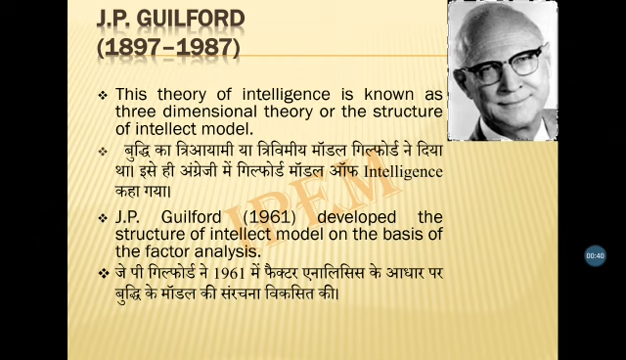 J.P. GUILFORD
(1897–1987)
❖ This theory of intelligence is known as
three dimensional theory or the structure
of intellect model.
❖ बुद्धि का त्रिआयामी या त्रिविमीय मॉडल गिल्फोर्ड ने दिया
था। इसे ही अंग्रेजी में गिल्फोर्ड मॉडल ऑफ Intelligence
कहा गया।
❖ J.P. Guilford (1961) developed the
structure of intellect model on the basis of
the factor analysis.
❖ जे पी गिल्फोर्ड ने 1961 में फैक्टर एनालिसिस के आधार पर
बुद्धि के मॉडल की संरचना विकसित की।
00:40